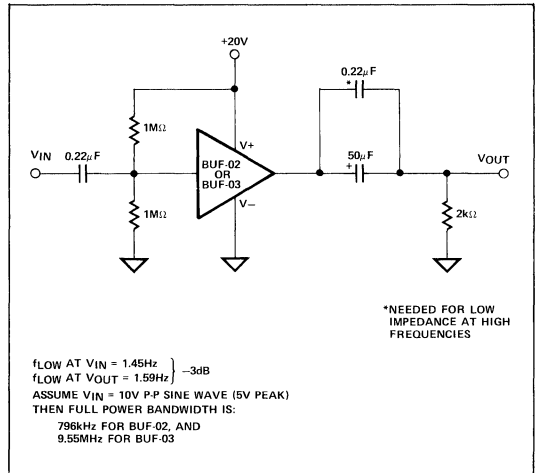 +20V
0.22μF
*
1MΩ
V+
VIN
0.22μF
BUF-02
OR
BUF-03
50μF
+
VOUT
V−
1MΩ
2kΩ
*NEEDED FOR LOW
IMPEDANCE AT HIGH
FREQUENCIES
fLOW AT VIN = 1.45Hz
fLOW AT VOUT = 1.59Hz } −3dB
ASSUME VIN = 10V P-P SINE WAVE (5V PEAK)
THEN FULL POWER BANDWIDTH IS:
796kHz FOR BUF-02, AND
9.55MHz FOR BUF-03